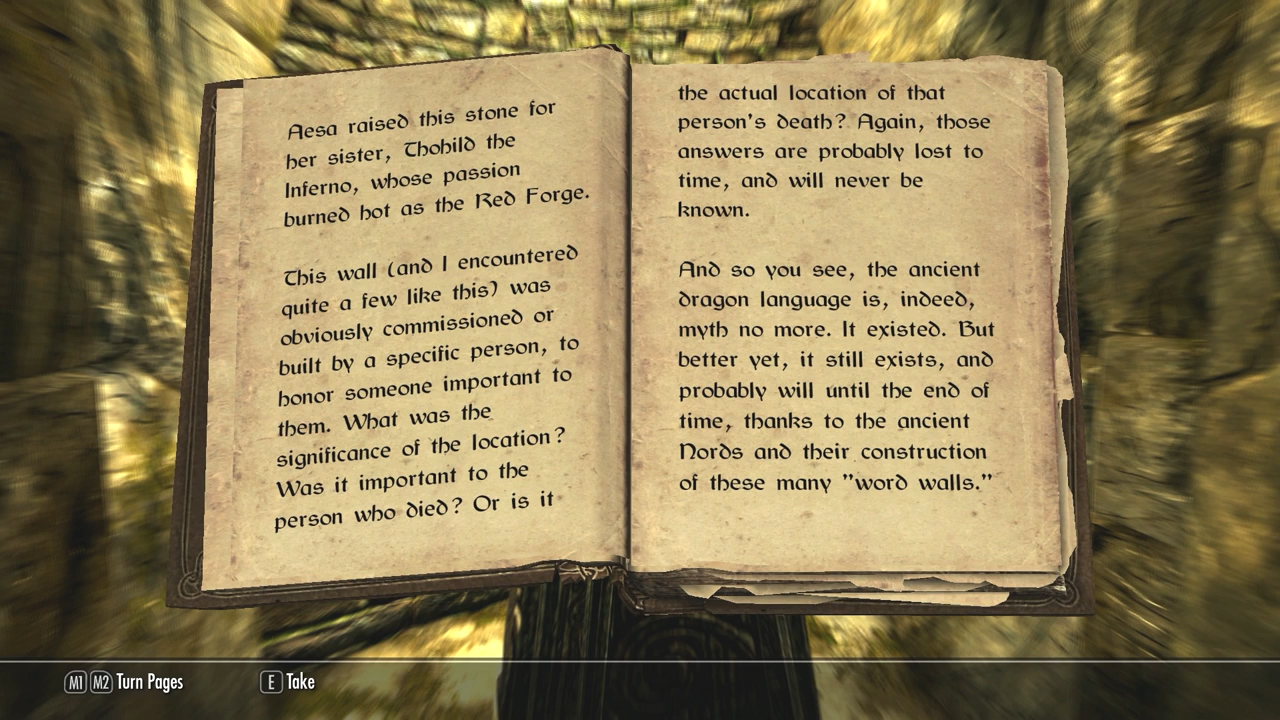 Aesa raised this stone for
her sister, Thohild the
Inferno, whose passion
burned hot as the Red Forge.
This wall (and I encountered
quite a few like this) was
obviously commissioned or
built by a specific person, to
honor someone important to
them. What was the
significance of the location?
Was it important to the
person who died? Or is it
the actual location of that
person's death? Again, those
answers are probably lost to
time, and will never be
known.
And so you see, the ancient
dragon language is, indeed,
myth no more. It existed. But
better yet, it still exists, and
probably will until the end of
time, thanks to the ancient
Nords and their construction
of these many "word walls."
M1 M2 Turn Pages
E Take